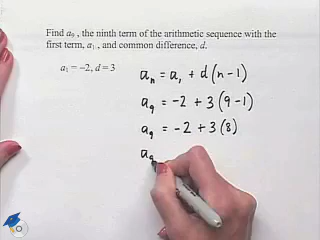 Find a₉, the ninth term of the arithmetic sequence with the
first term, a₁, and common difference, d.
a₁ = −2, d = 3
aₙ = a₁ + d(n−1)
a₉ = −2 + 3(9−1)
a₉ = −2 + 3(8)
a₉